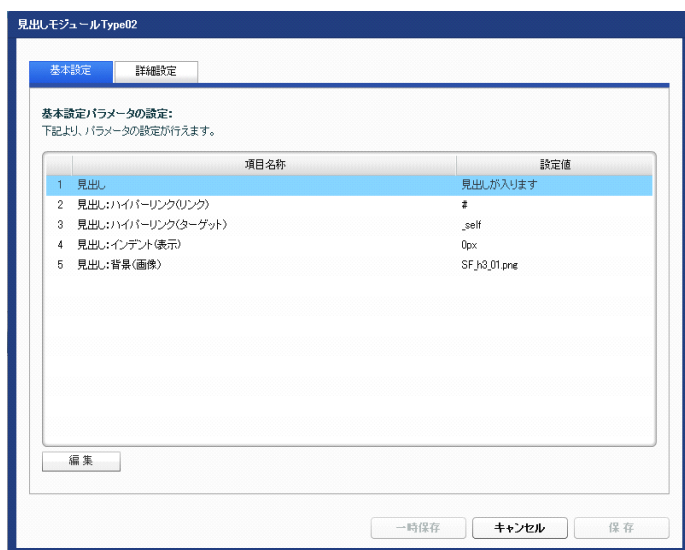 見出しモジュールType02
基本設定 詳細設定
基本設定パラメータの設定:
下記より、パラメータの設定が行えます。
項目名称 設定値
1 見出し 見出しが入ります
2 見出し:ハイパーリンク(リンク) #
3 見出し:ハイパーリンク(ターゲット) _self
4 見出し:インデント(表示) 0px
5 見出し:背景(画像) SF_h3_01.png
編集
一時保存 キャンセル 保存